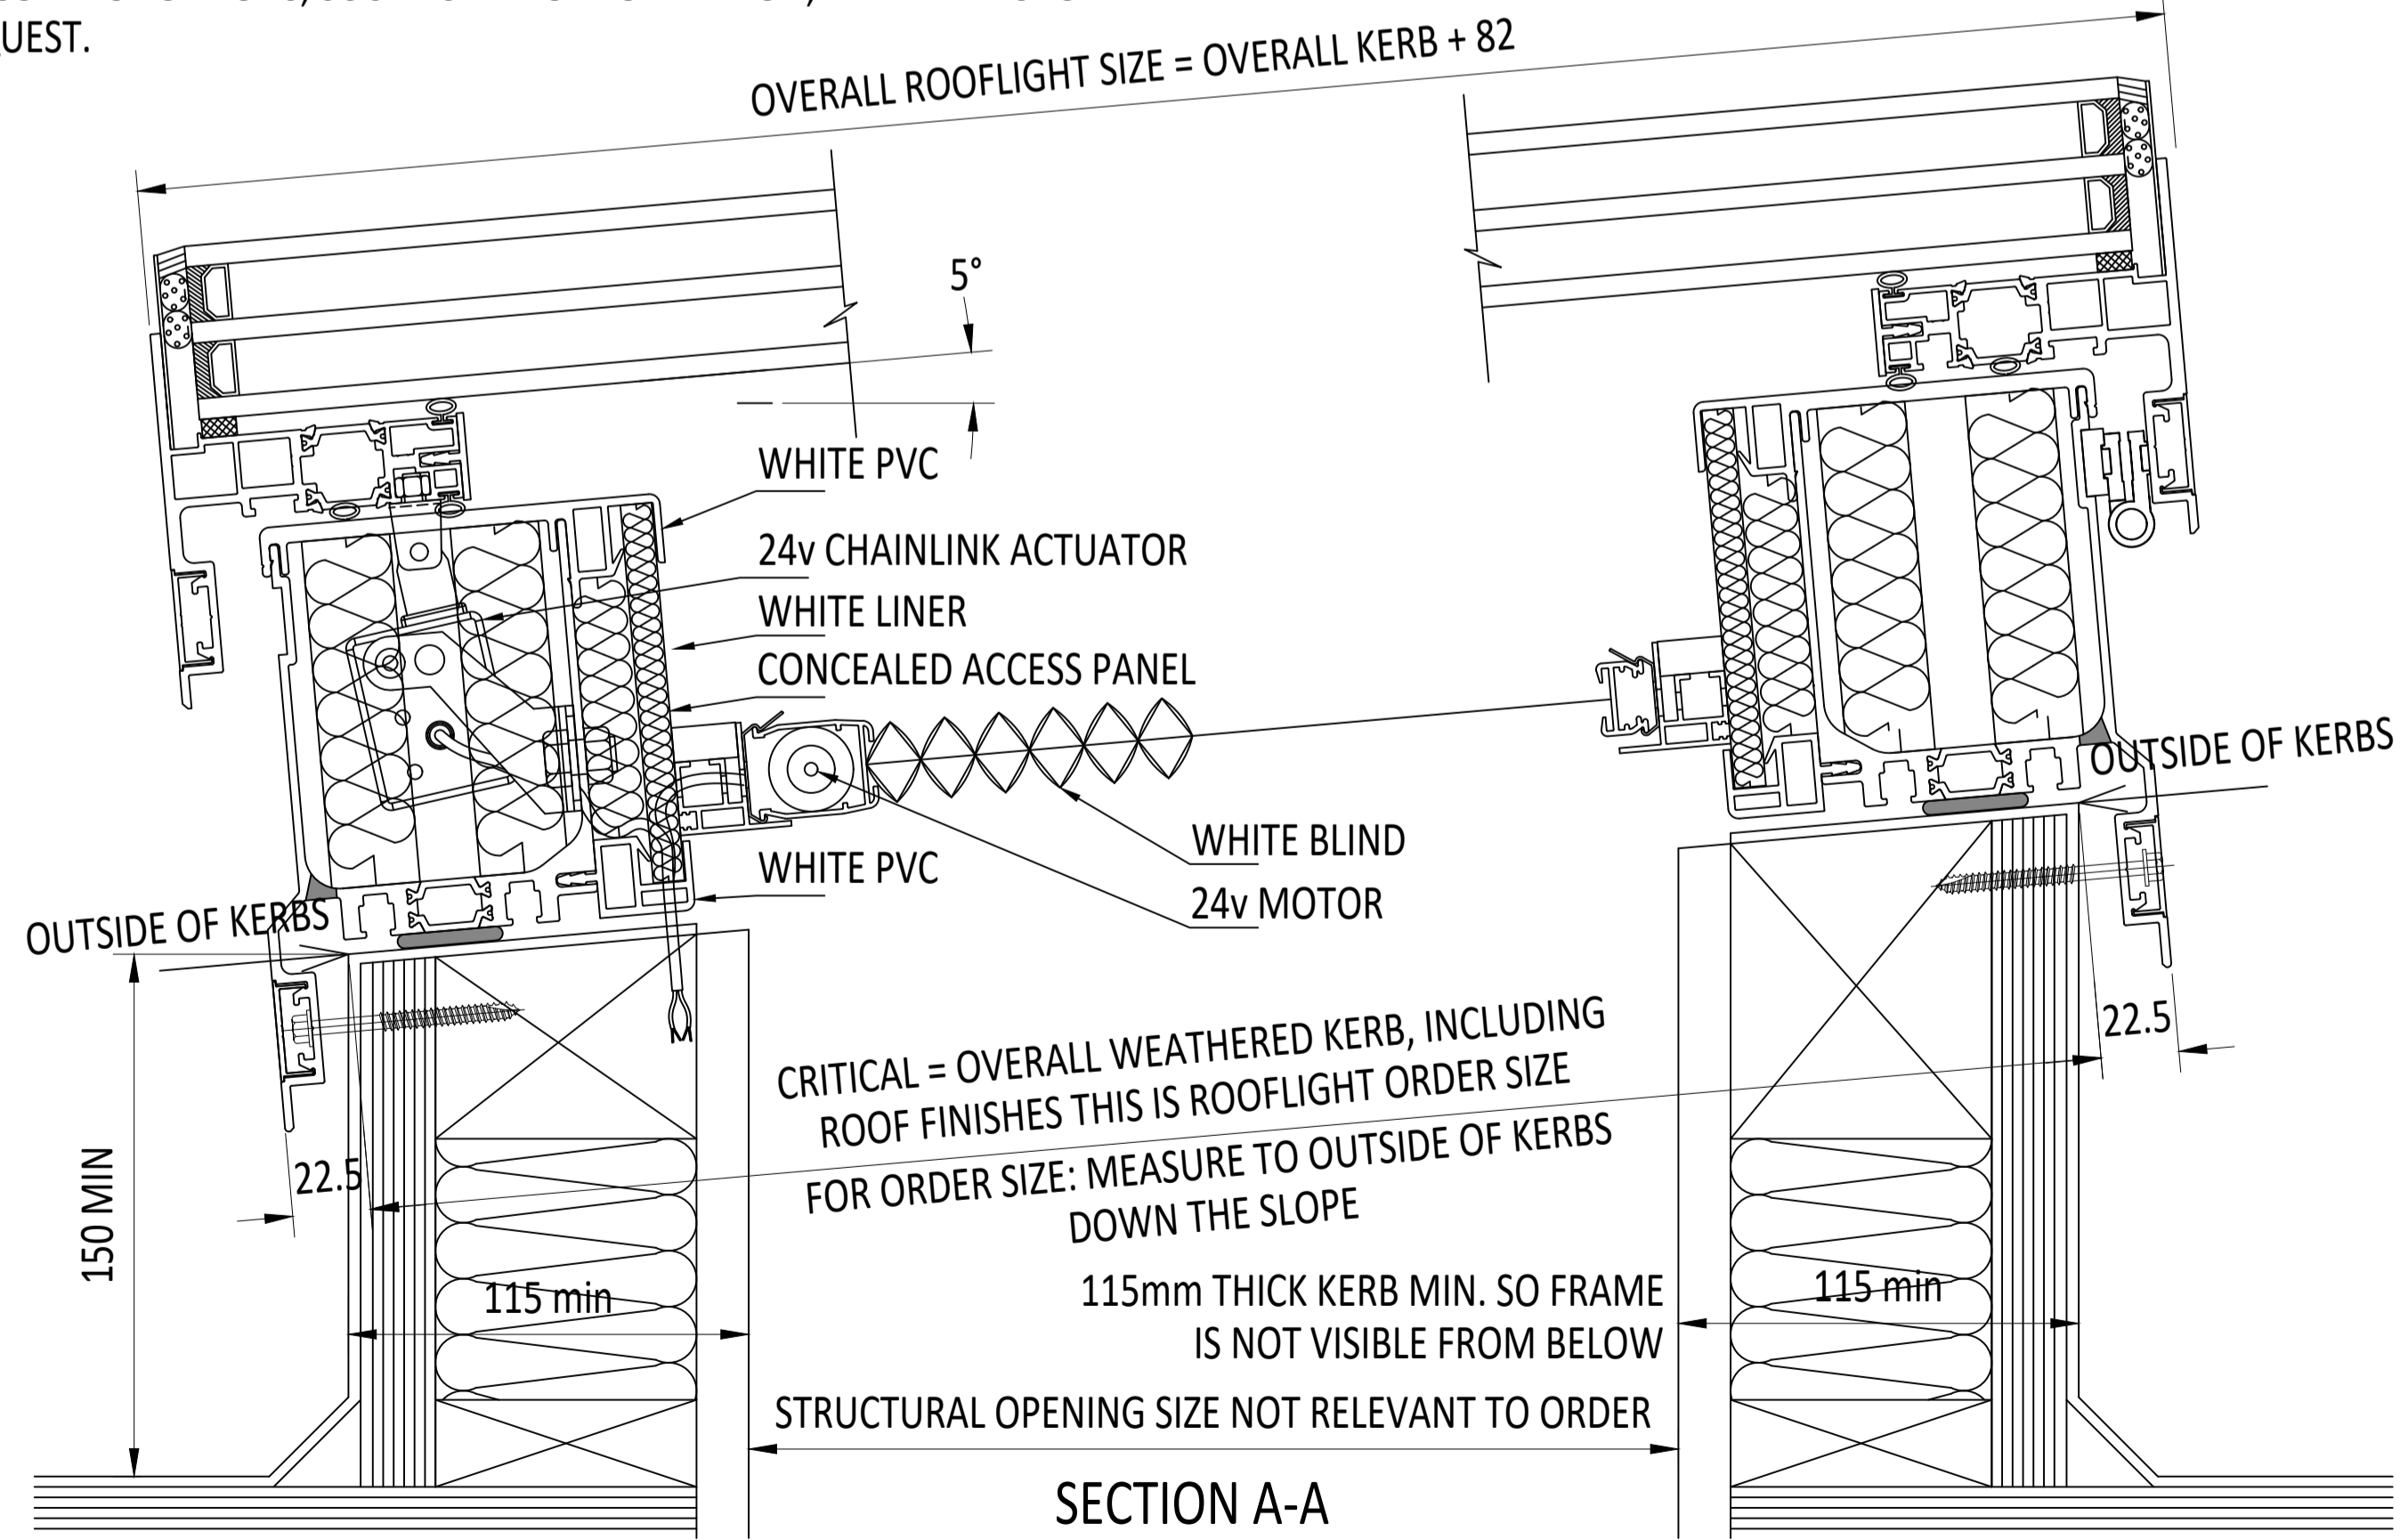 UEST.
OVERALL ROOFLIGHT SIZE = OVERALL KERB + 82
5°
WHITE PVC
24v CHAINLINK ACTUATOR
WHITE LINER
CONCEALED ACCESS PANEL
OUTSIDE OF KERBS
WHITE BLIND
WHITE PVC
24v MOTOR
OUTSIDE OF KERBS
22.5
CRITICAL = OVERALL WEATHERED KERB, INCLUDING
ROOF FINISHES THIS IS ROOFLIGHT ORDER SIZE
FOR ORDER SIZE: MEASURE TO OUTSIDE OF KERBS
DOWN THE SLOPE
22.5
150 MIN
115 min
115mm THICK KERB MIN. SO FRAME
IS NOT VISIBLE FROM BELOW
115 min
STRUCTURAL OPENING SIZE NOT RELEVANT TO ORDER
SECTION A-A